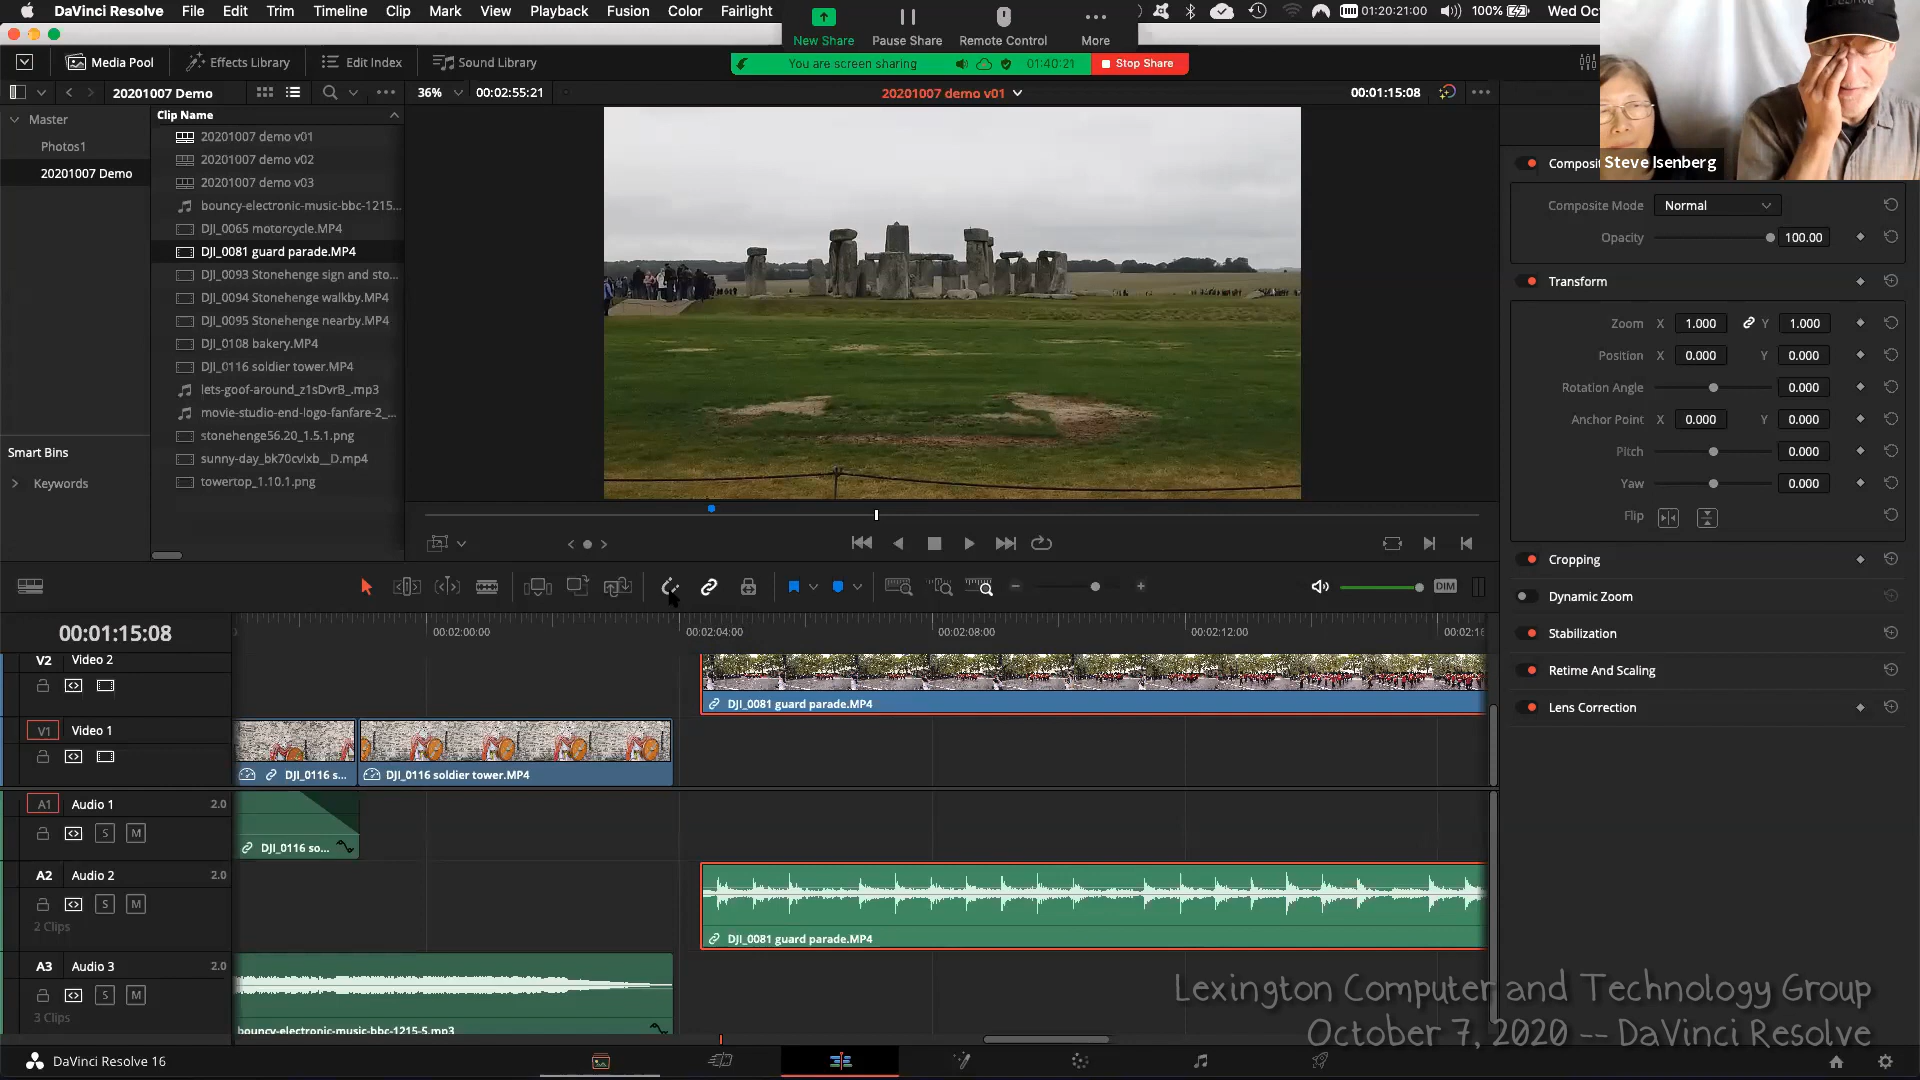 DaVinci Resolve File Edit Trim Timeline Clip Mark View Playback Fusion Color Fairlight
01:20:21:00 100% Wed Oc
New Share Pause Share Remote Control More
You are screen sharing 01:40:21 Stop Share
Media Pool Effects Library Edit Index Sound Library
20201007 Demo 36% 00:02:55:21 20201007 demo v01 00:01:15:08
Master
Photos1
20201007 Demo
Smart Bins
Keywords
Clip Name
20201007 demo v01
20201007 demo v02
20201007 demo v03
bouncy-electronic-music-bbc-1215...
DJI_0065 motorcycle.MP4
DJI_0081 guard parade.MP4
DJI_0093 Stonehenge sign and sto...
DJI_0094 Stonehenge walkby.MP4
DJI_0095 Stonehenge nearby.MP4
DJI_0108 bakery.MP4
DJI_0116 soldier tower.MP4
lets-goof-around_z1sDvrB_.mp3
movie-studio-end-logo-fanfare-2_...
stonehenge56.20_1.5.1.png
sunny-day_bk70cvlxb__D.mp4
towertop_1.10.1.png
Steve Isenberg
Composit
Composite Mode Normal
Opacity 100.00
Transform
Zoom X 1.000 Y 1.000
Position X 0.000 Y 0.000
Rotation Angle 0.000
Anchor Point X 0.000 Y 0.000
Pitch 0.000
Yaw 0.000
Flip
Cropping
Dynamic Zoom
Stabilization
Retime And Scaling
Lens Correction
DIM
00:01:15:08
00:02:00:00 00:02:04:00 00:02:08:00 00:02:12:00 00:02:16
V2 Video 2
DJI_0081 guard parade.MP4
V1 Video 1
DJI_0116 s... DJI_0116 soldier tower.MP4
A1 Audio 1 2.0
S M
DJI_0116 so...
A2 Audio 2 2.0
S M
2 Clips
DJI_0081 guard parade.MP4
A3 Audio 3 2.0
S M
3 Clips
bouncy-electronic-music-bbc-1215-5.mp3
Lexington Computer and Technology Group
October 7, 2020 -- DaVinci Resolve
DaVinci Resolve 16